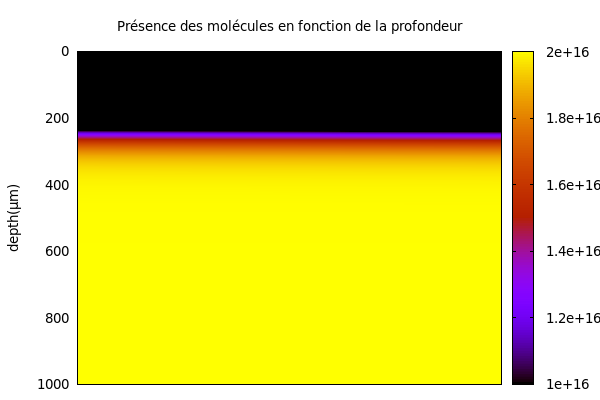 Présence des molécules en fonction de la profondeur
0
200
400
600
800
1000
depth(µm)
2e+16
1.8e+16
1.6e+16
1.4e+16
1.2e+16
1e+16